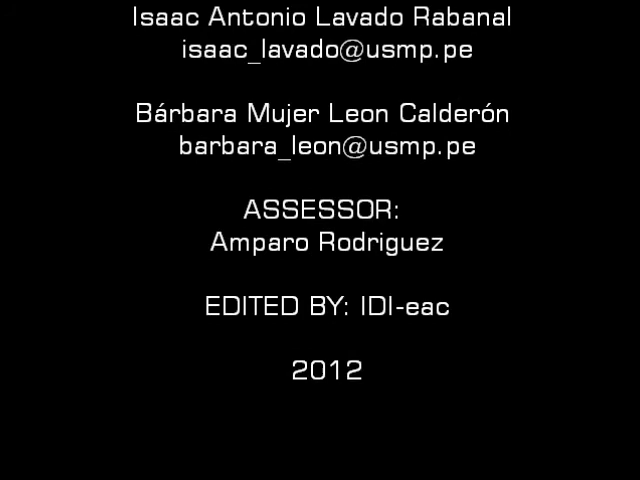 Isaac Antonio Lavado Rabanal
isaac_lavado@usmp.pe
Bárbara Mujer Leon Calderón
barbara_leon@usmp.pe
ASSESSOR:
Amparo Rodriguez
EDITED BY: IDI-eac
2012